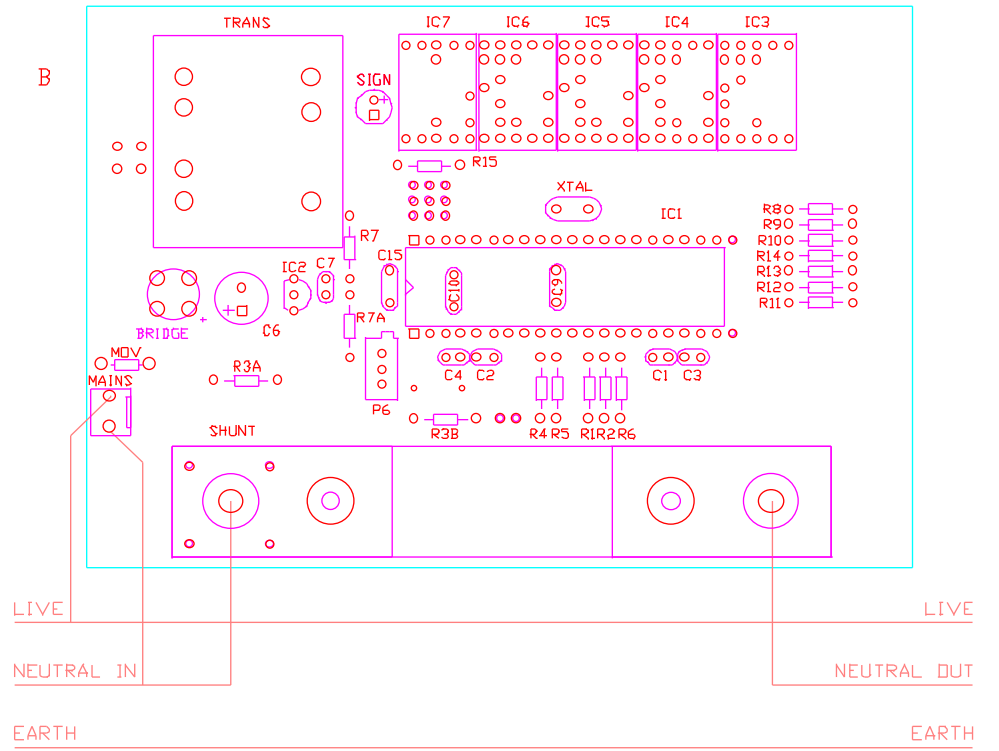 TRANS IC7 IC6 IC5 IC4 IC3
B SIGN
+
R15
XTAL
IC1
R8
R9
R7 R10
C15 R14
IC2 C7 R13
C10 C9 R12
R11
+ C6 R7A
+
BRIDGE
MOV
R3A
MAINS C4 C2 C1 C3
P6
SHUNT R3B R4 R5 R1 R2 R6
LIVE LIVE
NEUTRAL IN NEUTRAL OUT
EARTH EARTH